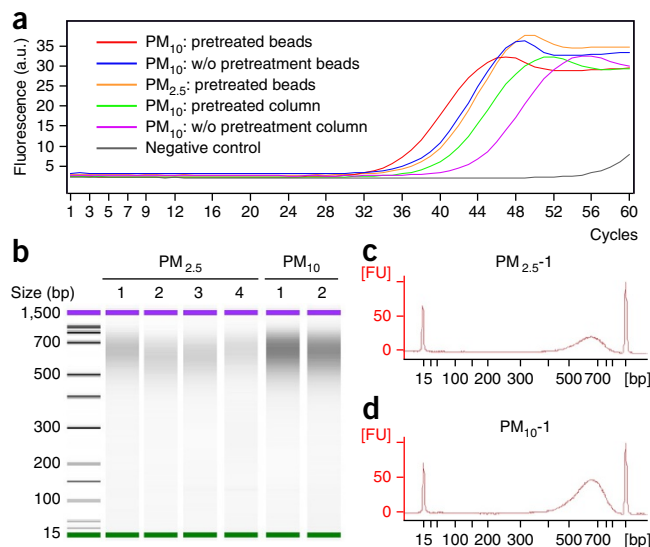 a
Fluorescence (a.u.)
35
30
25
20
15
10
5
PM10: pretreated beads
PM10: w/o pretreatment beads
PM2.5: pretreated beads
PM10: pretreated column
PM10: w/o pretreatment column
Negative control
1 3 5 7 9 12 16 20 24 28 32 36 40 44 48 52 56 60
Cycles
b
PM2.5 PM10
Size (bp) 1 2 3 4 1 2
1,500
700
500
300
200
100
15
c
PM2.5-1
[FU]
50
0
15 100 200 300 500 700 [bp]
d
PM10-1
[FU]
50
0
15 100 200 300 500 700 [bp]